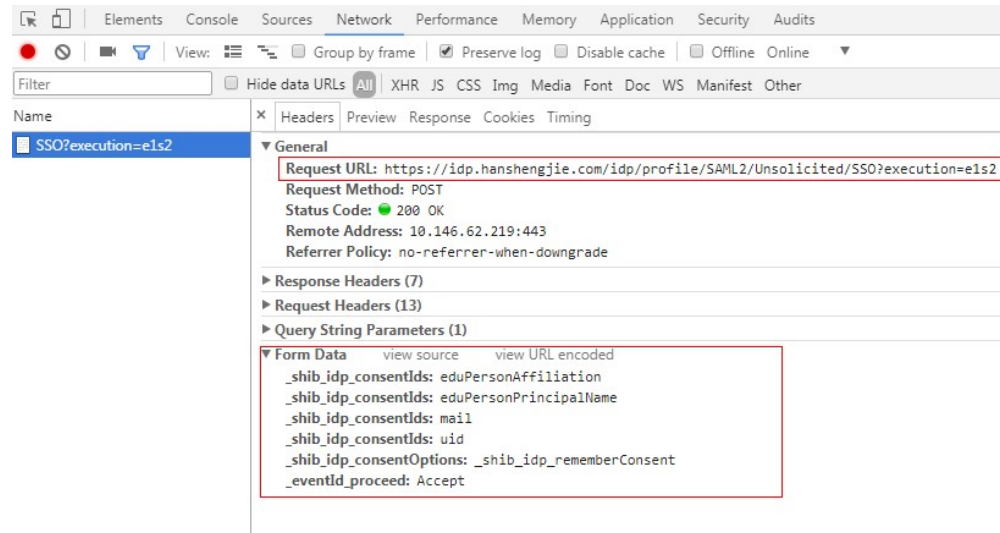 Elements Console Sources Network Performance Memory Application Security Audits
View: Group by frame Preserve log Disable cache Offline Online
Filter Hide data URLs All XHR JS CSS Img Media Font Doc WS Manifest Other
Name
Headers Preview Response Cookies Timing
SSO?execution=e1s2
General
Request URL: https://idp.hanshengjie.com/idp/profile/SAML2/Unsolicited/SSO?execution=e1s2
Request Method: POST
Status Code: 200 OK
Remote Address: 10.146.62.219:443
Referrer Policy: no-referrer-when-downgrade
Response Headers (7)
Request Headers (13)
Query String Parameters (1)
Form Data view source view URL encoded
_shib_idp_consentIds: eduPersonAffiliation
_shib_idp_consentIds: eduPersonPrincipalName
_shib_idp_consentIds: mail
_shib_idp_consentIds: uid
_shib_idp_consentOptions: _shib_idp_rememberConsent
_eventId_proceed: Accept